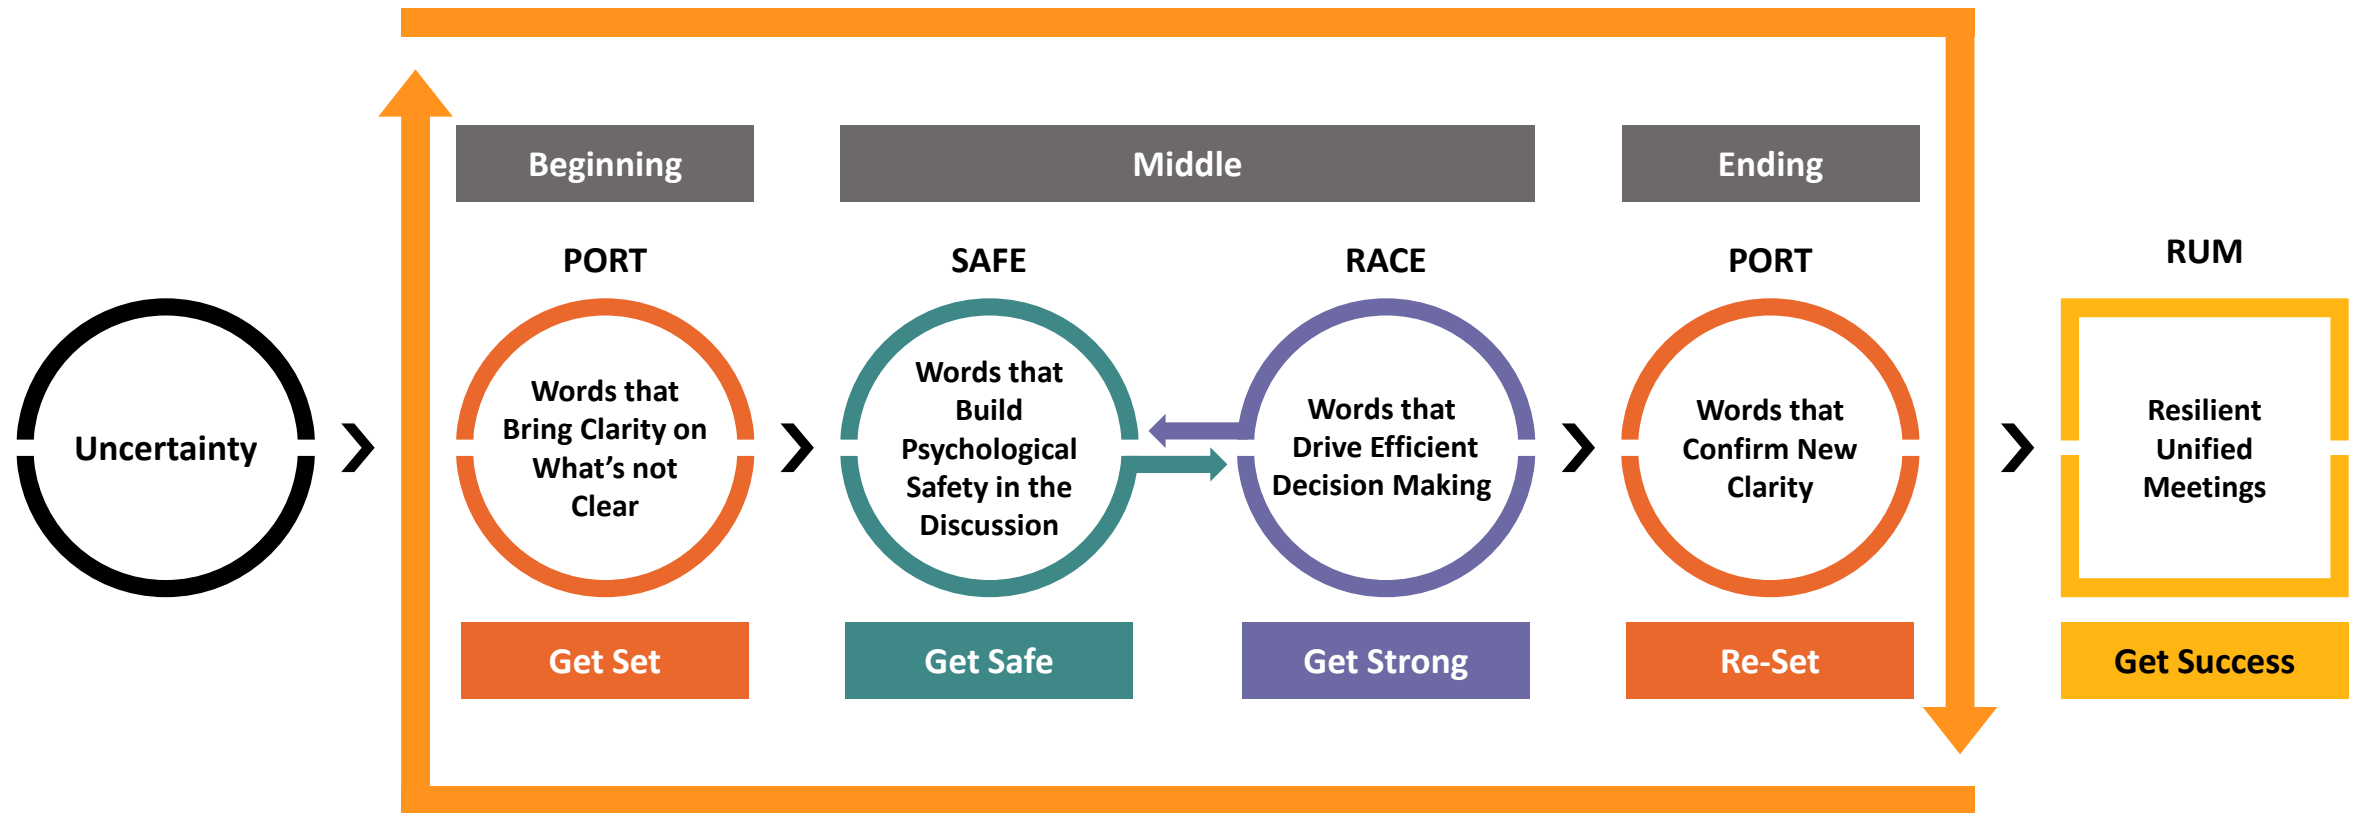 Beginning
Middle
Ending
PORT
SAFE
RACE
PORT
RUM
Uncertainty
Words that
Bring Clarity on
What's not
Clear
Words that
Build
Psychological
Safety in the
Discussion
Words that
Drive Efficient
Decision Making
Words that
Confirm New
Clarity
Resilient
Unified
Meetings
Get Set
Get Safe
Get Strong
Re-Set
Get Success